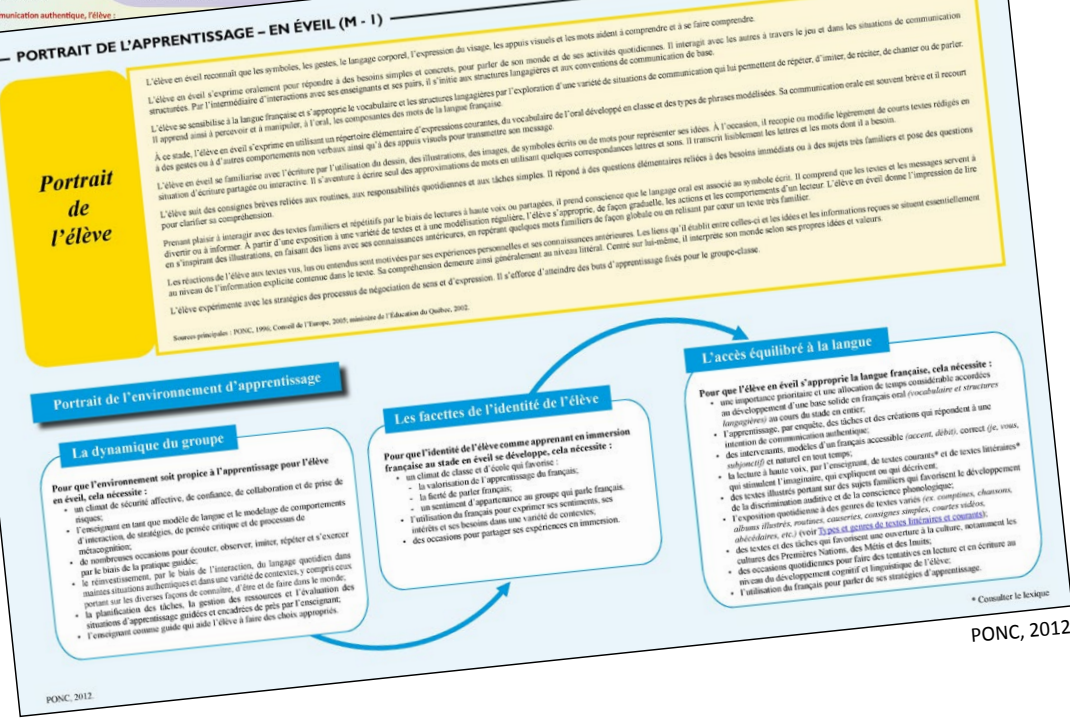 munication authentique, l'élève :
– PORTRAIT DE L'APPRENTISSAGE – EN ÉVEIL (M - 1)
Portrait
de
l'élève
L'élève en éveil reconnaît que les symboles, les gestes, le langage corporel, l'expression du visage, les appuis visuels et les mots aident à comprendre et à se faire comprendre.
L'élève en éveil s'exprime oralement pour répondre à des besoins simples et concrets, pour parler de son monde et de ses activités quotidiennes. Il interagit avec les autres à travers le jeu et dans les situations de communication
structurées. Par l'intermédiaire d'interactions avec ses enseignants et ses pairs, il s'initie aux structures langagières et aux conventions de communication de base.
L'élève se sensibilise à la langue française et s'approprie le vocabulaire et les structures langagières par l'exploration d'une variété de situations de communication qui lui permettent de répéter, d'imiter, de réciter, de chanter ou de parler.
Il apprend ainsi à percevoir et à manipuler, à l'oral, les composantes des mots de la langue française.
À ce stade, l'élève en éveil s'exprime en utilisant un répertoire élémentaire d'expressions courantes, du vocabulaire de l'oral développé en classe et des types de phrases modélisées. Sa communication orale est souvent brève et il recourt
à des gestes ou à d'autres comportements non verbaux ainsi qu'à des appuis visuels pour transmettre son message.
L'élève en éveil se familiarise avec l'écriture par l'utilisation du dessin, des illustrations, des images, de symboles écrits ou de mots pour représenter ses idées. À l'occasion, il recopie ou modifie légèrement de courts textes rédigés en
situation d'écriture partagée ou interactive. Il s'aventure à écrire seul des approximations de mots en utilisant quelques correspondances lettres et sons. Il transcrit lisiblement les lettres et les mots dont il a besoin.
L'élève suit des consignes brèves reliées aux routines, aux responsabilités quotidiennes et aux tâches simples. Il répond à des questions élémentaires reliées à des besoins immédiats ou à des sujets très familiers et pose des questions
pour clarifier sa compréhension.
Prenant plaisir à interagir avec des textes familiers et répétitifs par le biais de lectures à haute voix ou partagées, il prend conscience que le langage oral est associé au symbole écrit. Il comprend que les textes et les messages servent à
divertir ou à informer. À partir d'une exposition à une variété de textes et à une modélisation régulière, l'élève s'approprie, de façon graduelle, les actions et les comportements d'un lecteur. L'élève en éveil donne l'impression de lire
en s'inspirant des illustrations, en faisant des liens avec ses connaissances antérieures, en repérant quelques mots familiers de façon globale ou en relisant par cœur un texte très familier.
Les réactions de l'élève aux textes vus, lus ou entendus sont motivées par ses expériences personnelles et ses connaissances antérieures. Les liens qu'il établit entre celles-ci et les idées et les informations reçues se situent essentiellement
au niveau de l'information explicite contenue dans le texte. Sa compréhension demeure ainsi généralement au niveau littéral. Centré sur lui-même, il interprète son monde selon ses propres idées et valeurs.
L'élève expérimente avec les stratégies des processus de négociation de sens et d'expression. Il s'efforce d'atteindre des buts d'apprentissage fixés pour le groupe-classe.
Sources principales : PONC, 1996, Conseil de l'Europe, 2005; ministère de l'Éducation du Québec, 2002.
Portrait de l'environnement d'apprentissage
La dynamique du groupe
Pour que l'environnement soit propice à l'apprentissage pour l'élève
en éveil, cela nécessite :
• un climat de sécurité affective, de confiance, de collaboration et de prise de
risques;
• l'enseignant en tant que modèle de langue et le modelage de comportements
d'interaction, de stratégies, de pensée critique et de processus de
métacognition;
• de nombreuses occasions pour écouter, observer, imiter, répéter et s'exercer
par le biais de la pratique guidée;
• le réinvestissement, par le biais de l'interaction, du langage quotidien dans
maintes situations authentiques et dans une variété de contextes, y compris ceux
portant sur les diverses façons de connaître, d'être et de faire dans le monde;
• la planification des tâches, la gestion des ressources et l'évaluation des
situations d'apprentissage guidées et encadrées de près par l'enseignant;
• l'enseignant comme guide qui aide l'élève à faire des choix appropriés.
Les facettes de l'identité de l'élève
Pour que l'identité de l'élève comme apprenant en immersion
française au stade en éveil se développe, cela nécessite :
• un climat de classe et d'école qui favorise :
- la valorisation de l'apprentissage du français;
- la fierté de parler français;
- un sentiment d'appartenance au groupe qui parle français.
• l'utilisation du français pour exprimer ses sentiments, ses
intérêts et ses besoins dans une variété de contextes;
• des occasions pour partager ses expériences en immersion.
L'accès équilibré à la langue
Pour que l'élève en éveil s'approprie la langue française, cela nécessite :
• une importance prioritaire et une allocation de temps considérable accordées
au développement d'une base solide en français oral (vocabulaire et structures
langagières) au cours du stade en entier;
• l'apprentissage, par enquête, des tâches et des créations qui répondent à une
intention de communication authentique;
• des intervenants, modèles d'un français accessible (accent, débit), correct (je, vous,
subjonctif) et naturel en tout temps;
• la lecture à haute voix, par l'enseignant, de textes courants* et de textes littéraires*
qui stimulent l'imaginaire, qui expliquent ou qui décrivent,
• des textes illustrés portant sur des sujets familiers qui favorisent le développement
de la discrimination auditive et de la conscience phonologique;
• l'exposition quotidienne à des genres de textes variés (ex. comptines, chansons,
albums illustrés, routines, causeries, consignes simples, courtes vidéos,
abécédaires, etc.) (voir Types et genres de textes littéraires et courants);
• des textes et des tâches qui favorisent une ouverture à la culture, notamment les
cultures des Premières Nations, des Métis et des Inuits;
• des occasions quotidiennes pour faire des tentatives en lecture et en écriture au
niveau du développement cognitif et linguistique de l'élève;
• l'utilisation du français pour parler de ses stratégies d'apprentissage.
* Consulter le lexique
PONC, 2012.
PONC, 2012